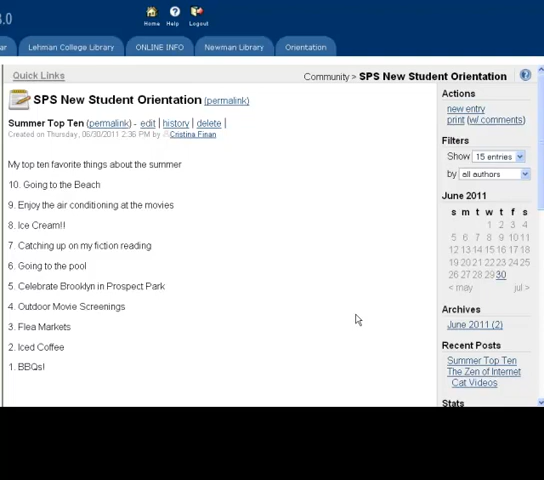 3.0
Home Help Logout
ar Lehman College Library ONLINE INFO Newman Library Orientation
Quick Links
Community > SPS New Student Orientation
SPS New Student Orientation (permalink)
Summer Top Ten (permalink) - edit | history | delete |
Created on Thursday, 06/30/2011 2:36 PM by Cristina Finan
My top ten favorite things about the summer
10. Going to the Beach
9. Enjoy the air conditioning at the movies
8. Ice Cream!!
7. Catching up on my fiction reading
6. Going to the pool
5. Celebrate Brooklyn in Prospect Park
4. Outdoor Movie Screenings
3. Flea Markets
2. Iced Coffee
1. BBQs!
Actions
new entry
print (w/ comments)
Filters
Show 15 entries
by all authors
June 2011
s m t w t f s
1 2 3 4
5 6 7 8 9 10 11
12 13 14 15 16 17 18
19 20 21 22 23 24 25
26 27 28 29 30
< may jul >
Archives
June 2011 (2)
Recent Posts
Summer Top Ten
The Zen of Internet
Cat Videos
Stats